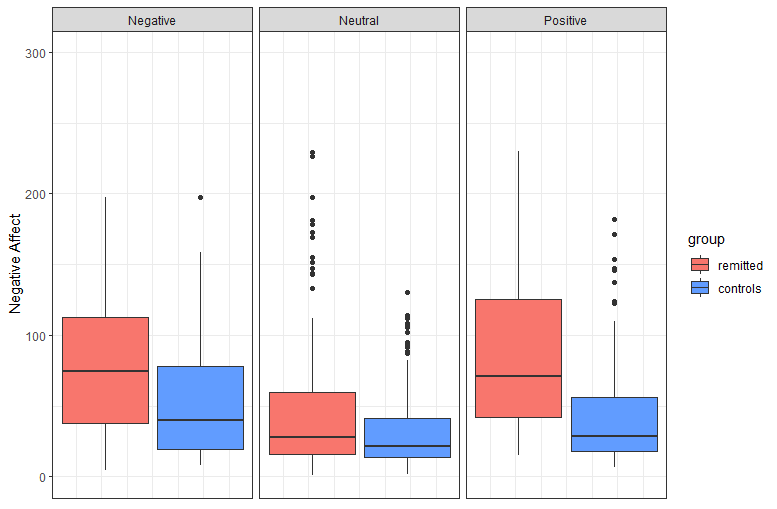 Negative Neutral Positive
Negative Affect
300
200
100
0
group
remitted
controls